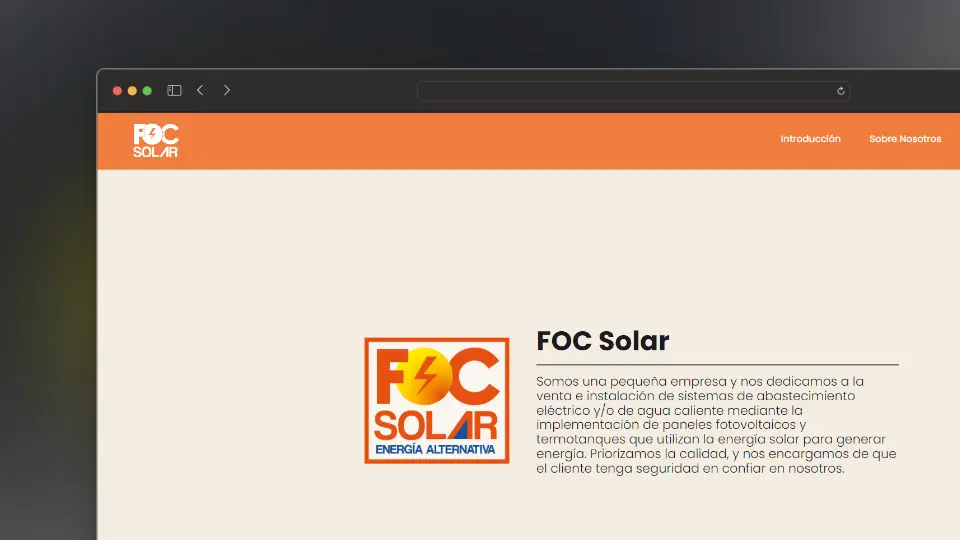 FOC
SOLAR
Introducción
Sobre Nosotros
FOC
SOLAR
ENERGÍA ALTERNATIVA
FOC Solar
Somos una pequeña empresa y nos dedicamos a la
venta e instalación de sistemas de abastecimiento
eléctrico y/o de agua caliente mediante la
implementación de paneles fotovoltaicos y
termotanques que utilizan la energía solar para generar
energía. Priorizamos la calidad, y nos encargamos de que
el cliente tenga seguridad en confiar en nosotros.